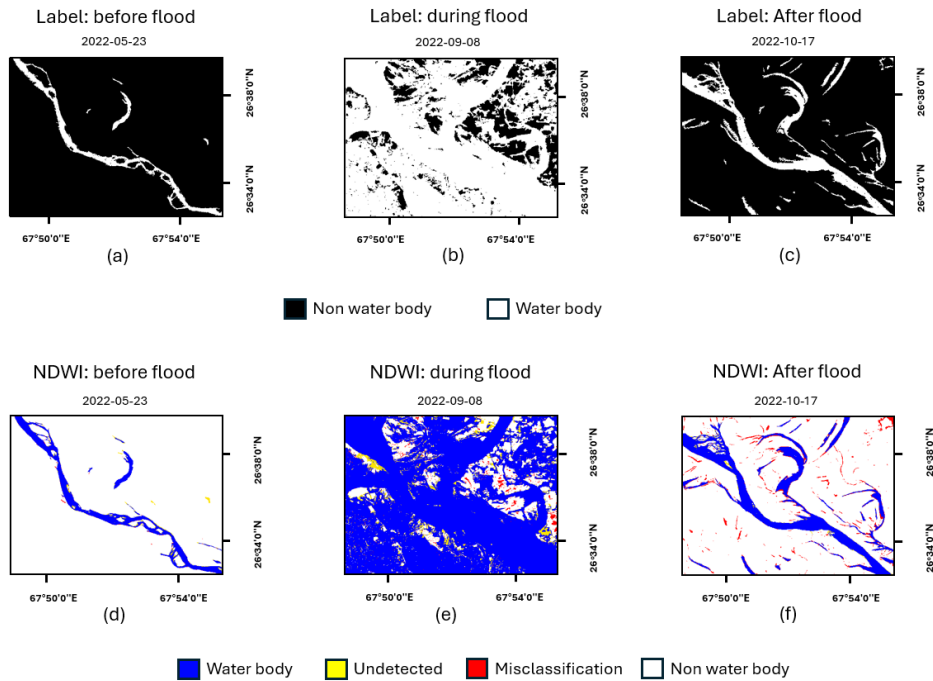 Label: before flood
Label: during flood
Label: After flood
2022-05-23
2022-09-08
2022-10-17
26°38'0"N
26°34'0"N
26°38'0"N
26°34'0"N
26°38'0"N
26°34'0"N
67°50'0"E
67°54'0"E
67°50'0"E
67°54'0"E
67°50'0"E
67°54'0"E
(a)
(b)
(c)
Non water body
Water body
NDWI: before flood
NDWI: during flood
NDWI: After flood
2022-05-23
2022-09-08
2022-10-17
26°38'0"N
26°34'0"N
26°38'0"N
26°34'0"N
26°38'0"N
26°34'0"N
67°50'0"E
67°54'0"E
67°50'0"E
67°54'0"E
67°50'0"E
67°54'0"E
(d)
(e)
(f)
Water body
Undetected
Misclassification
Non water body